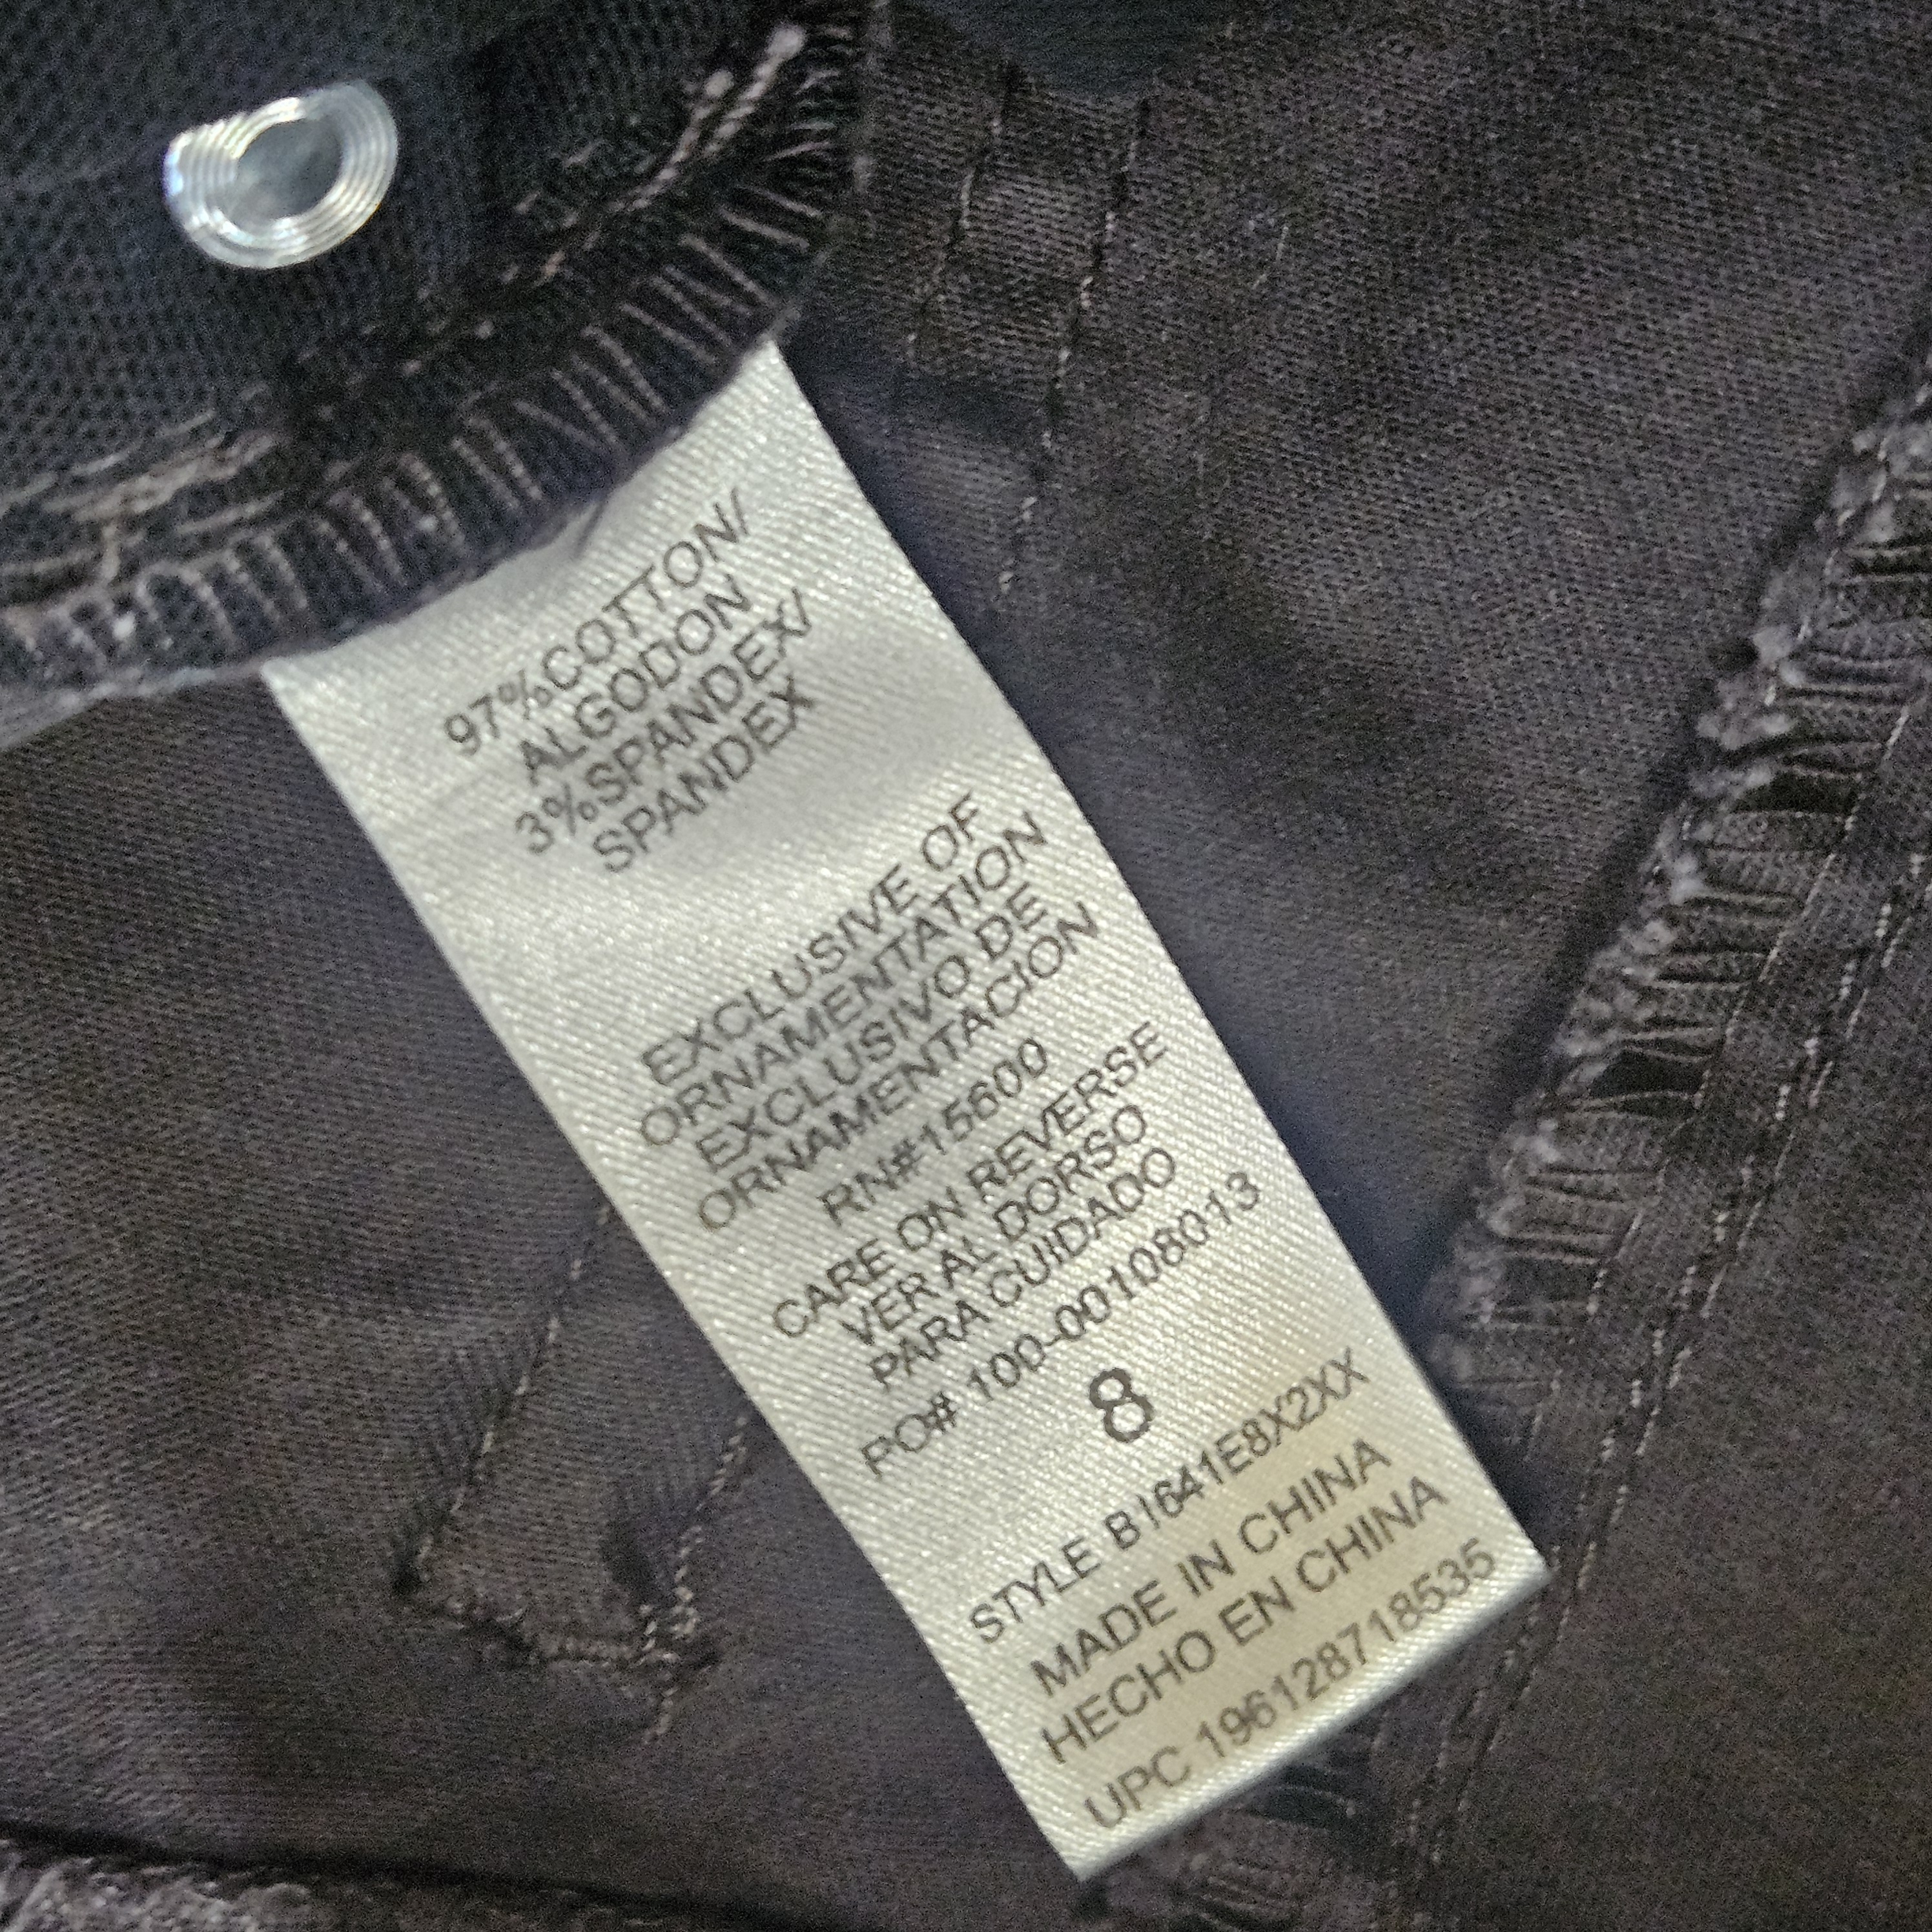 97%COTTON/
ALGODON
3%SPANDEX/
SPANDEX
EXCLUSIVE OF
ORNAMENTATION
EXCLUSIVO DE
ORNAMENTACION
RN#15600
CARE ON REVERSE
VER AL DORSO
PARA CUIDADO
PO# 100-00108013
8
STYLE B1641E8X2XX
MADE IN CHINA
HECHO EN CHINA
UPC 196128718535